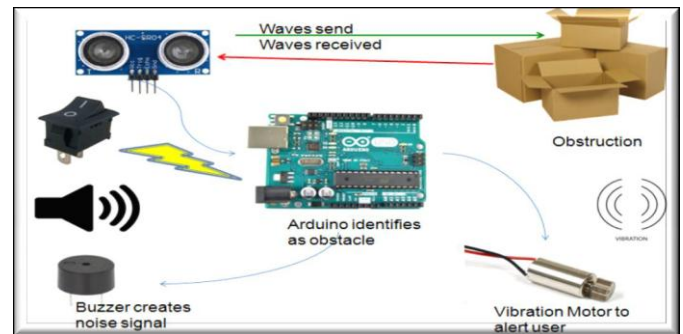 HC-SR04
Waves send
Waves received
Obstruction
ARDUINO
Arduino identifies
as obstacle
VIBRATION
Buzzer creates
noise signal
Vibration Motor to
alert user